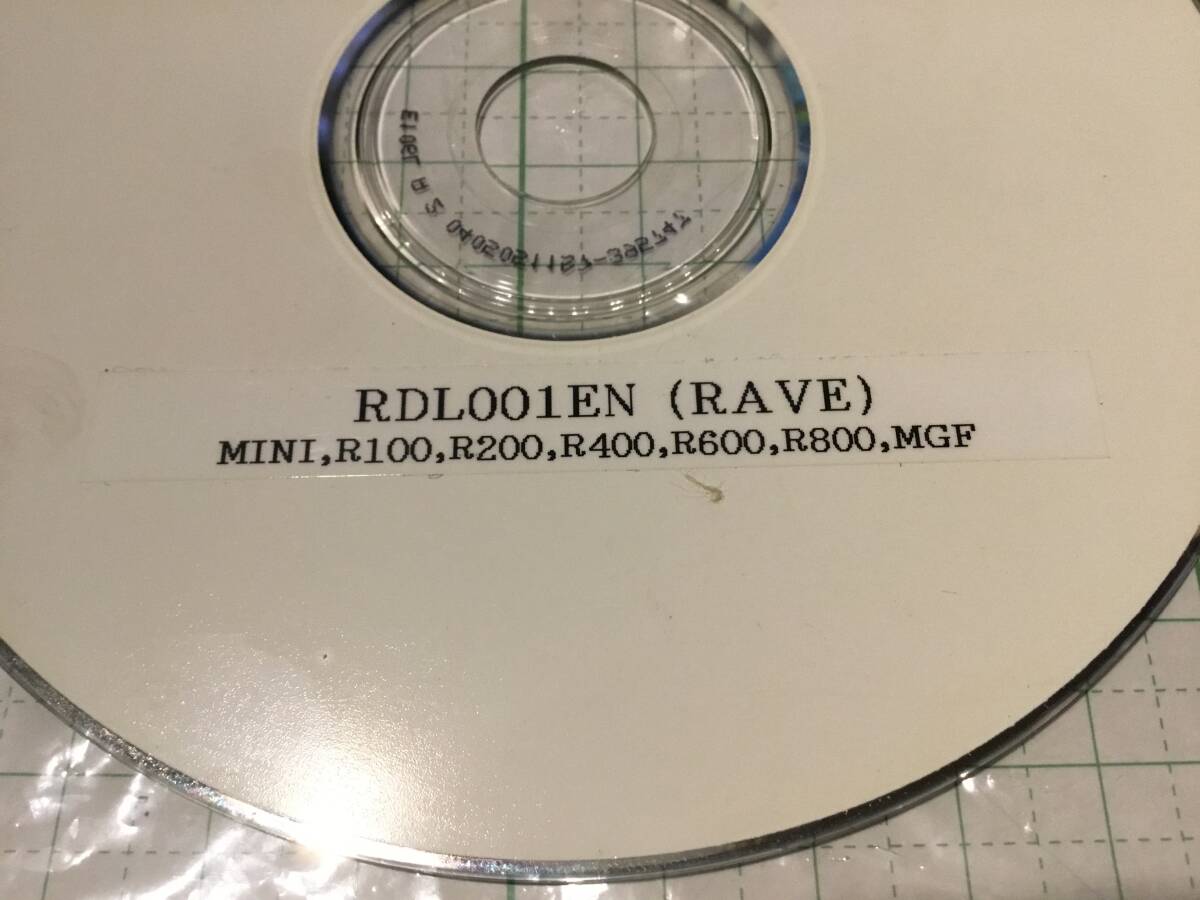 RDL001EN (RAVE)
MINI,R100,R200,R400,R600,R800,MGF